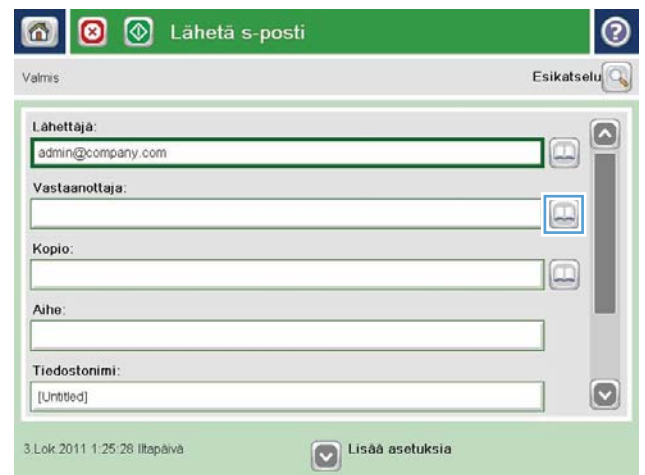 Lähetä s-posti
Valmis
Esikatselu
Lähettäjä:
admin@company.com
Vastaanottaja:
Kopio:
Aihe:
Tiedostonimi:
[Untitled]
3.Lok.2011 1:25:28 Iltapäivä
Lisää asetuksia